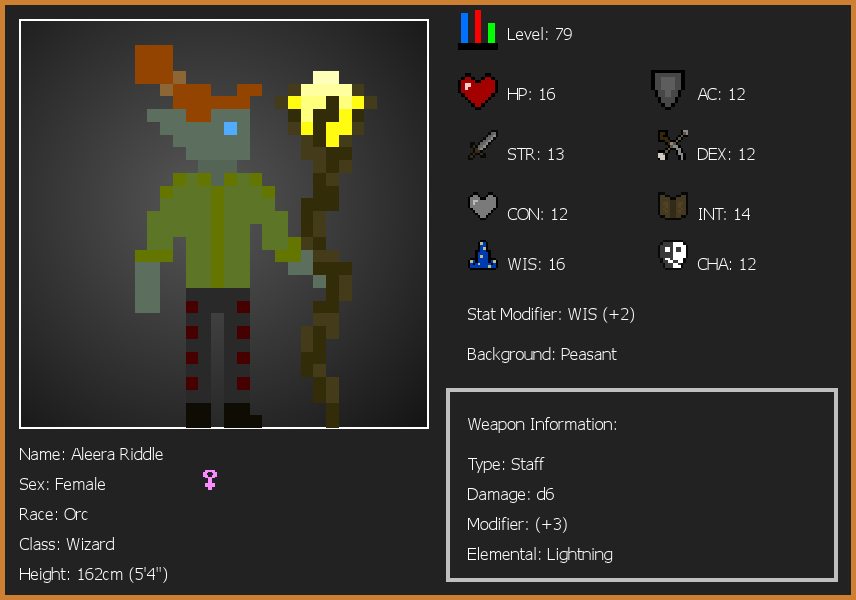 Level: 79
HP: 16
AC: 12
STR: 13
DEX: 12
CON: 12
INT: 14
WIS: 16
CHA: 12
Stat Modifier: WIS (+2)
Background: Peasant
Weapon Information:
Type: Staff
Damage: d6
Modifier: (+3)
Elemental: Lightning
Name: Aleera Riddle
Sex: Female
Race: Orc
Class: Wizard
Height: 162cm (5'4")